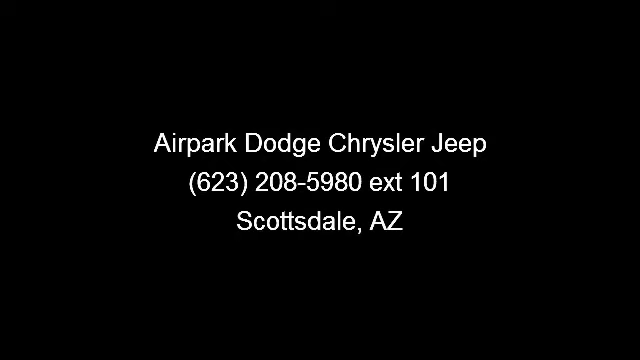 Airpark Dodge Chrysler Jeep
(623) 208-5980 ext 101
Scottsdale, AZ